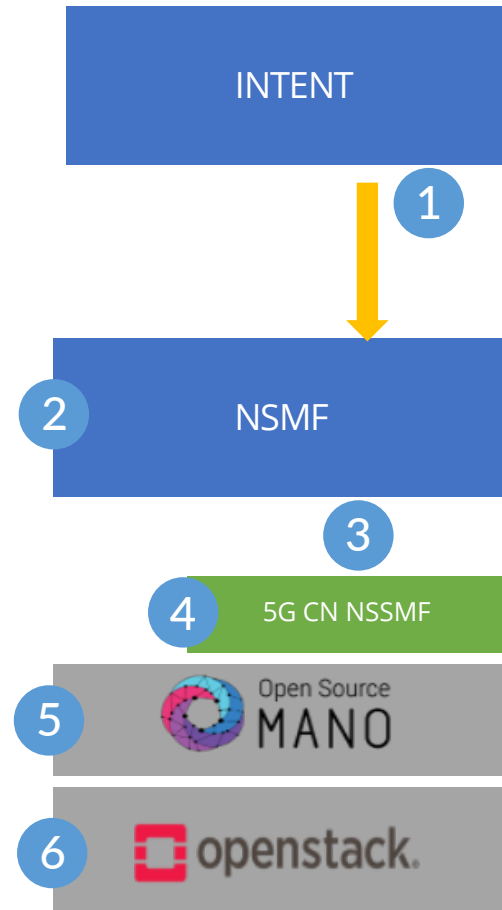 INTENT
1
2
NSMF
3
4
5G CN NSSMF
5
Open Source
MANO
6
openstack.